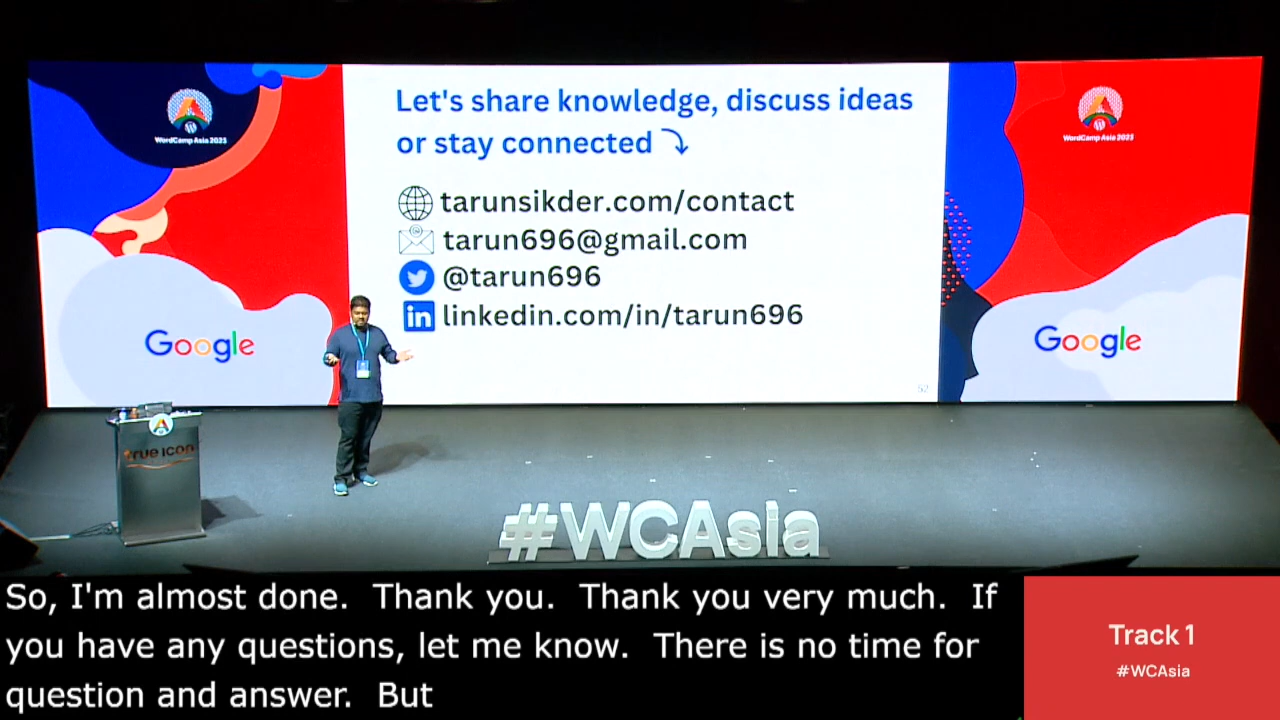 WordCamp Asia 2023
Let's share knowledge, discuss ideas
or stay connected
tarunsikder.com/contact
tarun696@gmail.com
@tarun696
in linkedin.com/in/tarun696
52
WordCamp Asia 2023
Google
Google
true icon
#WCAsia
So, I'm almost done. Thank you. Thank you very much. If
you have any questions, let me know. There is no time for
question and answer. But
Track 1
#WCAsia